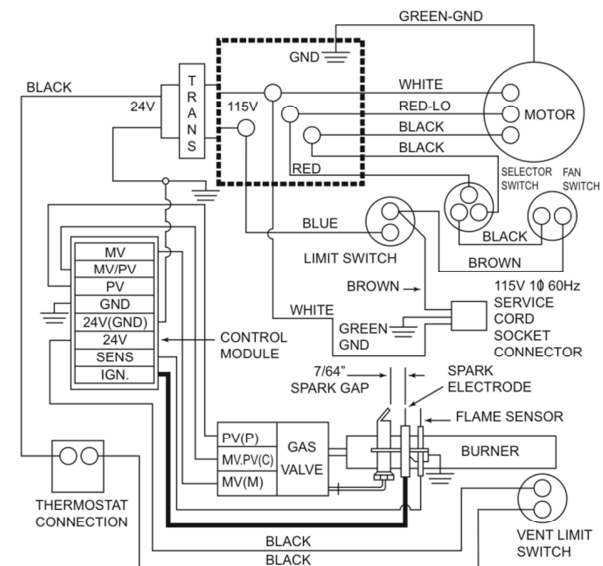 GREEN-GND
GND
BLACK
24V
TRANS
115V
WHITE
RED-LO
BLACK
BLACK
MOTOR
RED
SELECTOR
SWITCH
FAN
SWITCH
BLUE
LIMIT SWITCH
BLACK
BROWN
BROWN
115V 1Ø 60Hz
SERVICE
CORD
SOCKET
CONNECTOR
WHITE
GREEN
GND
MV
MV/PV
PV
GND
24V(GND)
24V
SENS
IGN.
CONTROL
MODULE
7/64"
SPARK GAP
SPARK
ELECTRODE
FLAME SENSOR
PV(P)
MV.PV(C)
MV(M)
GAS
VALVE
BURNER
THERMOSTAT
CONNECTION
VENT LIMIT
SWITCH
BLACK
BLACK